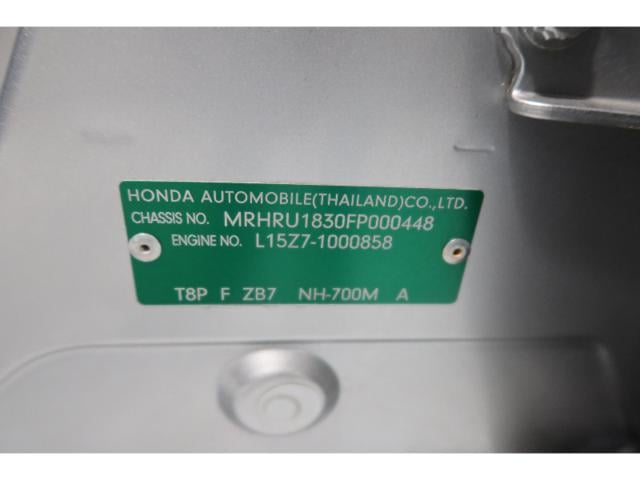 HONDA AUTOMOBILE(THAILAND)CO.,LTD.
CHASSIS NO. MRHRU1830FP000448
ENGINE NO. L15Z7-1000858
T8P F ZB7 NH-700M A